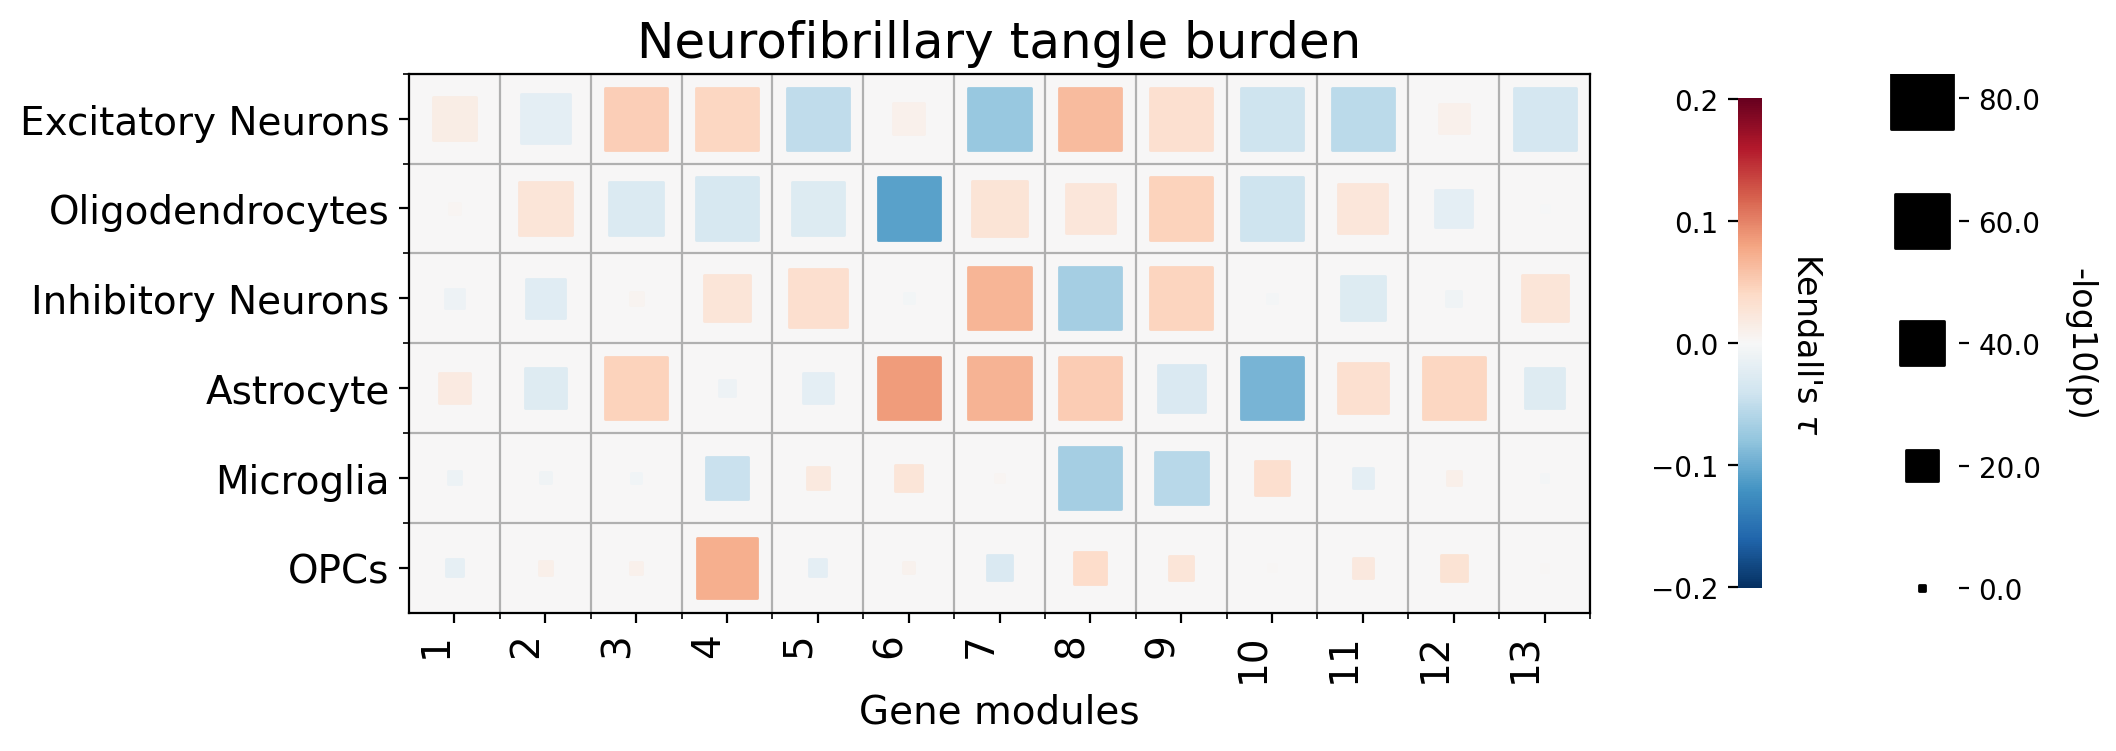 Neurofibrillary tangle burden
Excitatory Neurons
Oligodendrocytes
Inhibitory Neurons
Astrocyte
Microglia
OPCs
1 2 3 4 5 6 7 8 9 10 11 12 13
Gene modules
0.2
0.1
0.0
−0.1
−0.2
Kendall's τ
80.0
60.0
40.0
20.0
0.0
-log10(p)